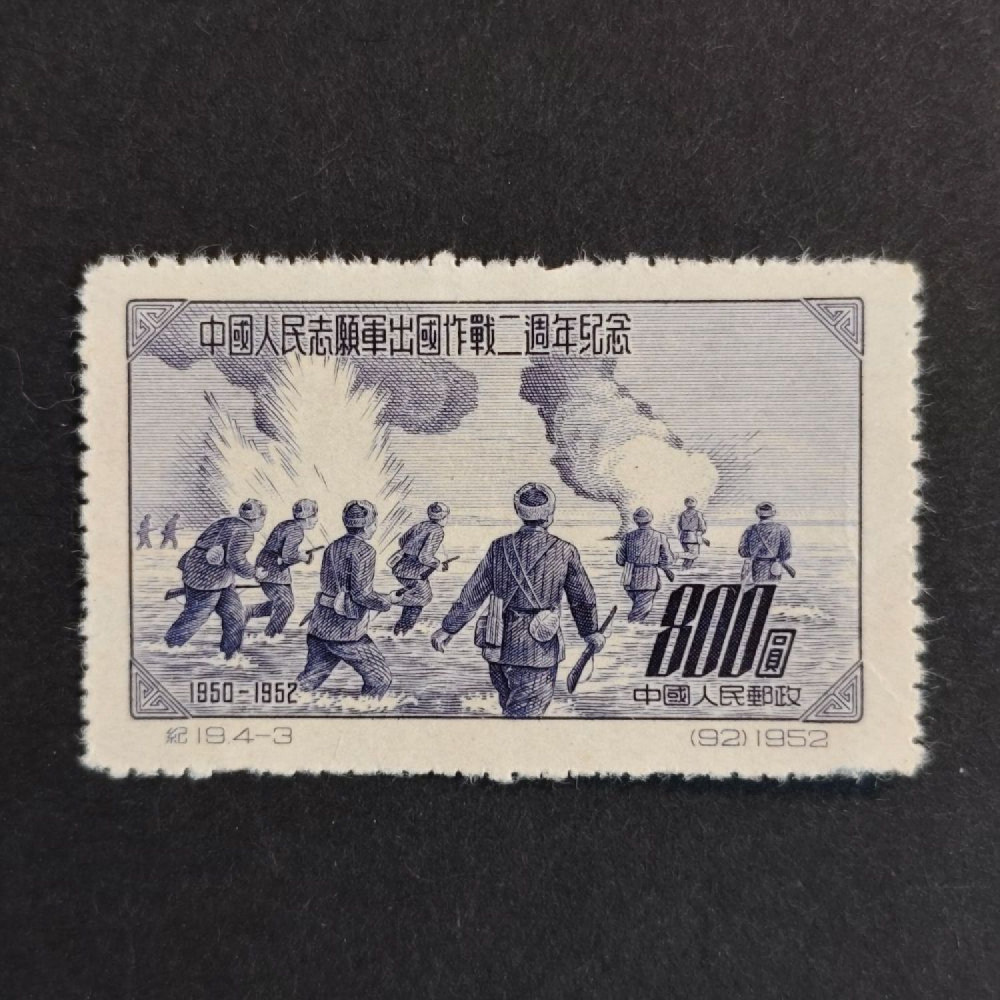 中國人民志願軍出國作戰二週年紀念
800圓
1950-1952
中國人民郵政
紀19.4-3
(92)1952